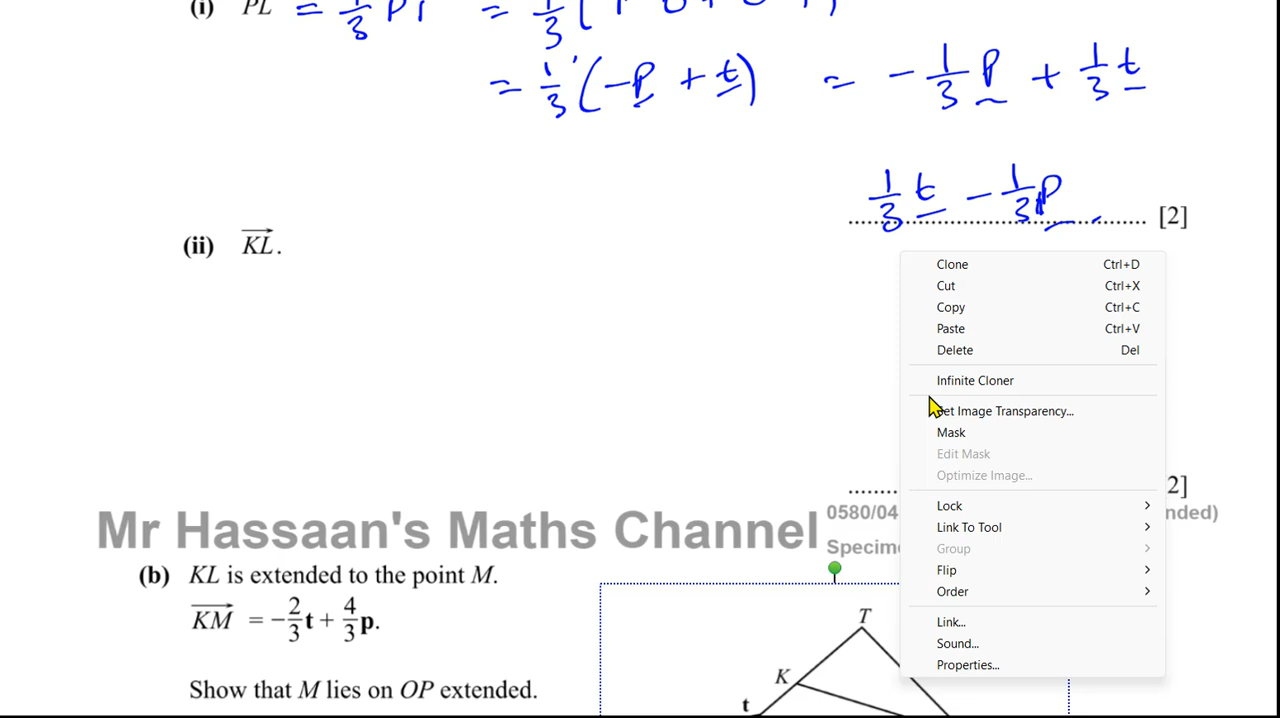 (i) PL = 1/3 PT = 1/3
= 1/3 (-p + t) = - 1/3 p + 1/3 t
1/3 t - 1/3 p
........................................ [2]
(ii) KL.
Clone Ctrl+D
Cut Ctrl+X
Copy Ctrl+C
Paste Ctrl+V
Delete Del
Infinite Cloner
Set Image Transparency...
Mask
Edit Mask
Optimize Image...
Lock
Link To Tool
Group
Flip
Order
Link...
Sound...
Properties...
........ 2]
Mr Hassaan's Maths Channel
0580/04 nded)
Specim
(b) KL is extended to the point M.
KM = -2/3 t + 4/3 p.
Show that M lies on OP extended.
T
K
t